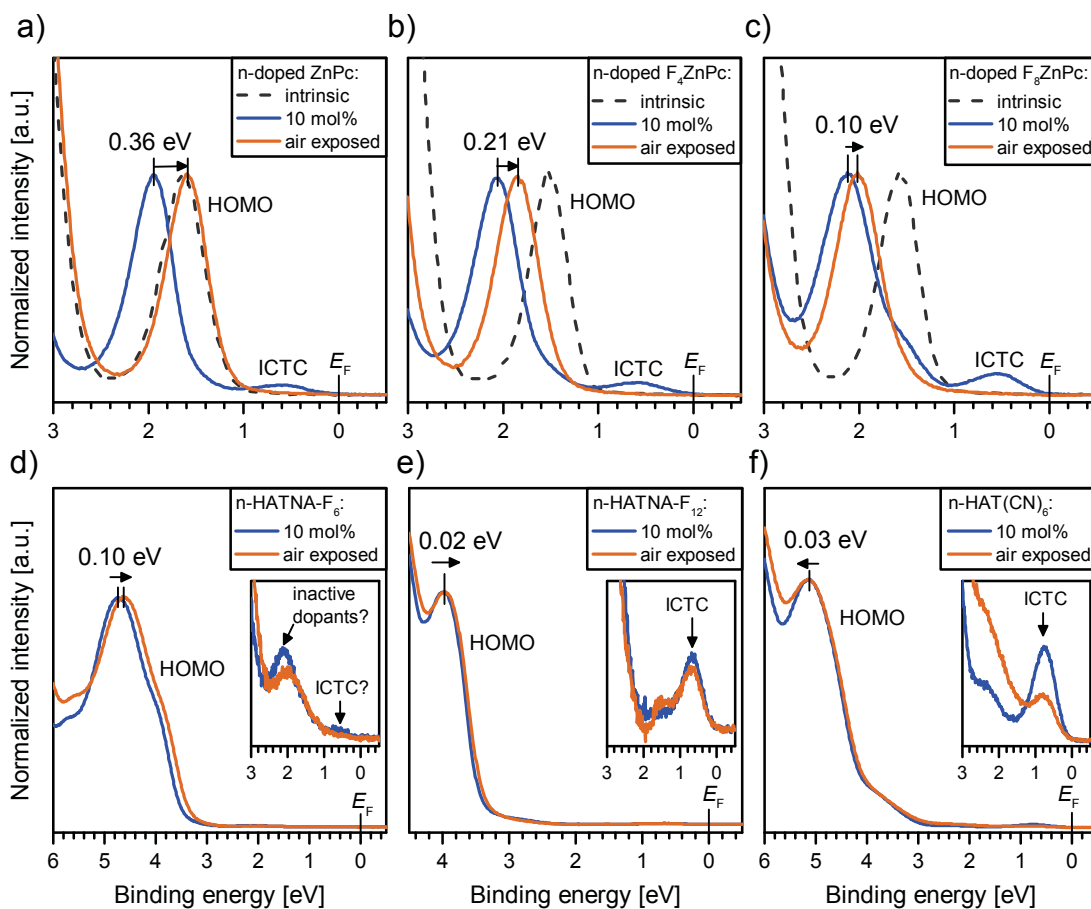 a)
n-doped ZnPc:
intrinsic
10 mol%
air exposed
0.36 eV
HOMO
ICTC
E_F
3 2 1 0
b)
n-doped F₄ZnPc:
intrinsic
10 mol%
air exposed
0.21 eV
HOMO
ICTC
E_F
3 2 1 0
c)
n-doped F₈ZnPc:
intrinsic
10 mol%
air exposed
0.10 eV
HOMO
ICTC
E_F
3 2 1 0
Normalized intensity [a.u.]
d)
n-HATNA-F₆:
10 mol%
air exposed
0.10 eV
HOMO
inactive
dopants?
ICTC?
3 2 1 0
E_F
6 5 4 3 2 1 0
Binding energy [eV]
e)
n-HATNA-F₁₂:
10 mol%
air exposed
0.02 eV
HOMO
ICTC
3 2 1 0
E_F
4 3 2 1 0
Binding energy [eV]
f)
n-HAT(CN)₆:
10 mol%
air exposed
0.03 eV
HOMO
ICTC
3 2 1 0
E_F
6 5 4 3 2 1 0
Binding energy [eV]
Normalized intensity [a.u.]